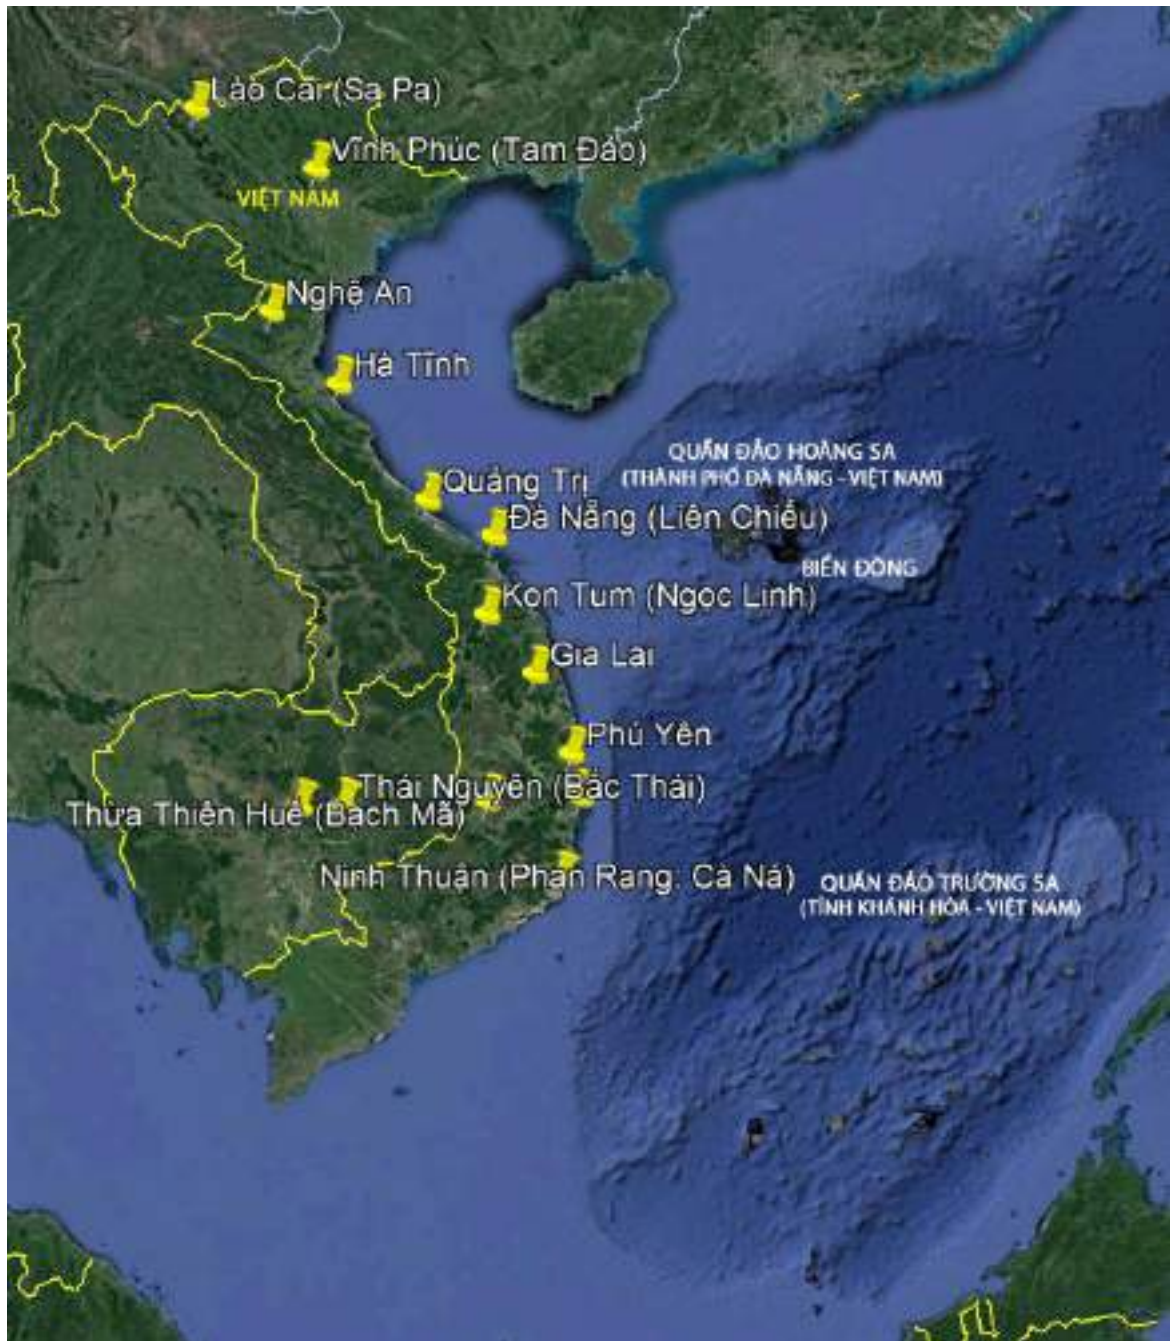 Lào Cai (Sa Pa)
Vĩnh Phúc (Tam Đảo)
VIỆT NAM
Nghệ An
Hà Tĩnh
QUẦN ĐẢO HOÀNG SA
(THÀNH PHỐ ĐÀ NẴNG - VIỆT NAM)
Quảng Trị
Đà Nẵng (Liên Chiểu)
BIỂN ĐÔNG
Kon Tum (Ngọc Linh)
Gia Lai
Phú Yên
Thái Nguyên (Bắc Thái)
Thừa Thiên Huế (Bạch Mã)
Ninh Thuận (Phan Rang. Cà Ná)
QUẦN ĐẢO TRƯỜNG SA
(TỈNH KHÁNH HÒA - VIỆT NAM)